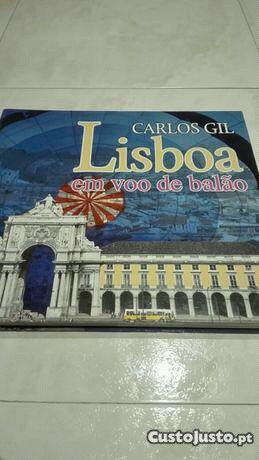 CARLOS GIL
Lisboa
em voo de balão
CustoJusto.pt